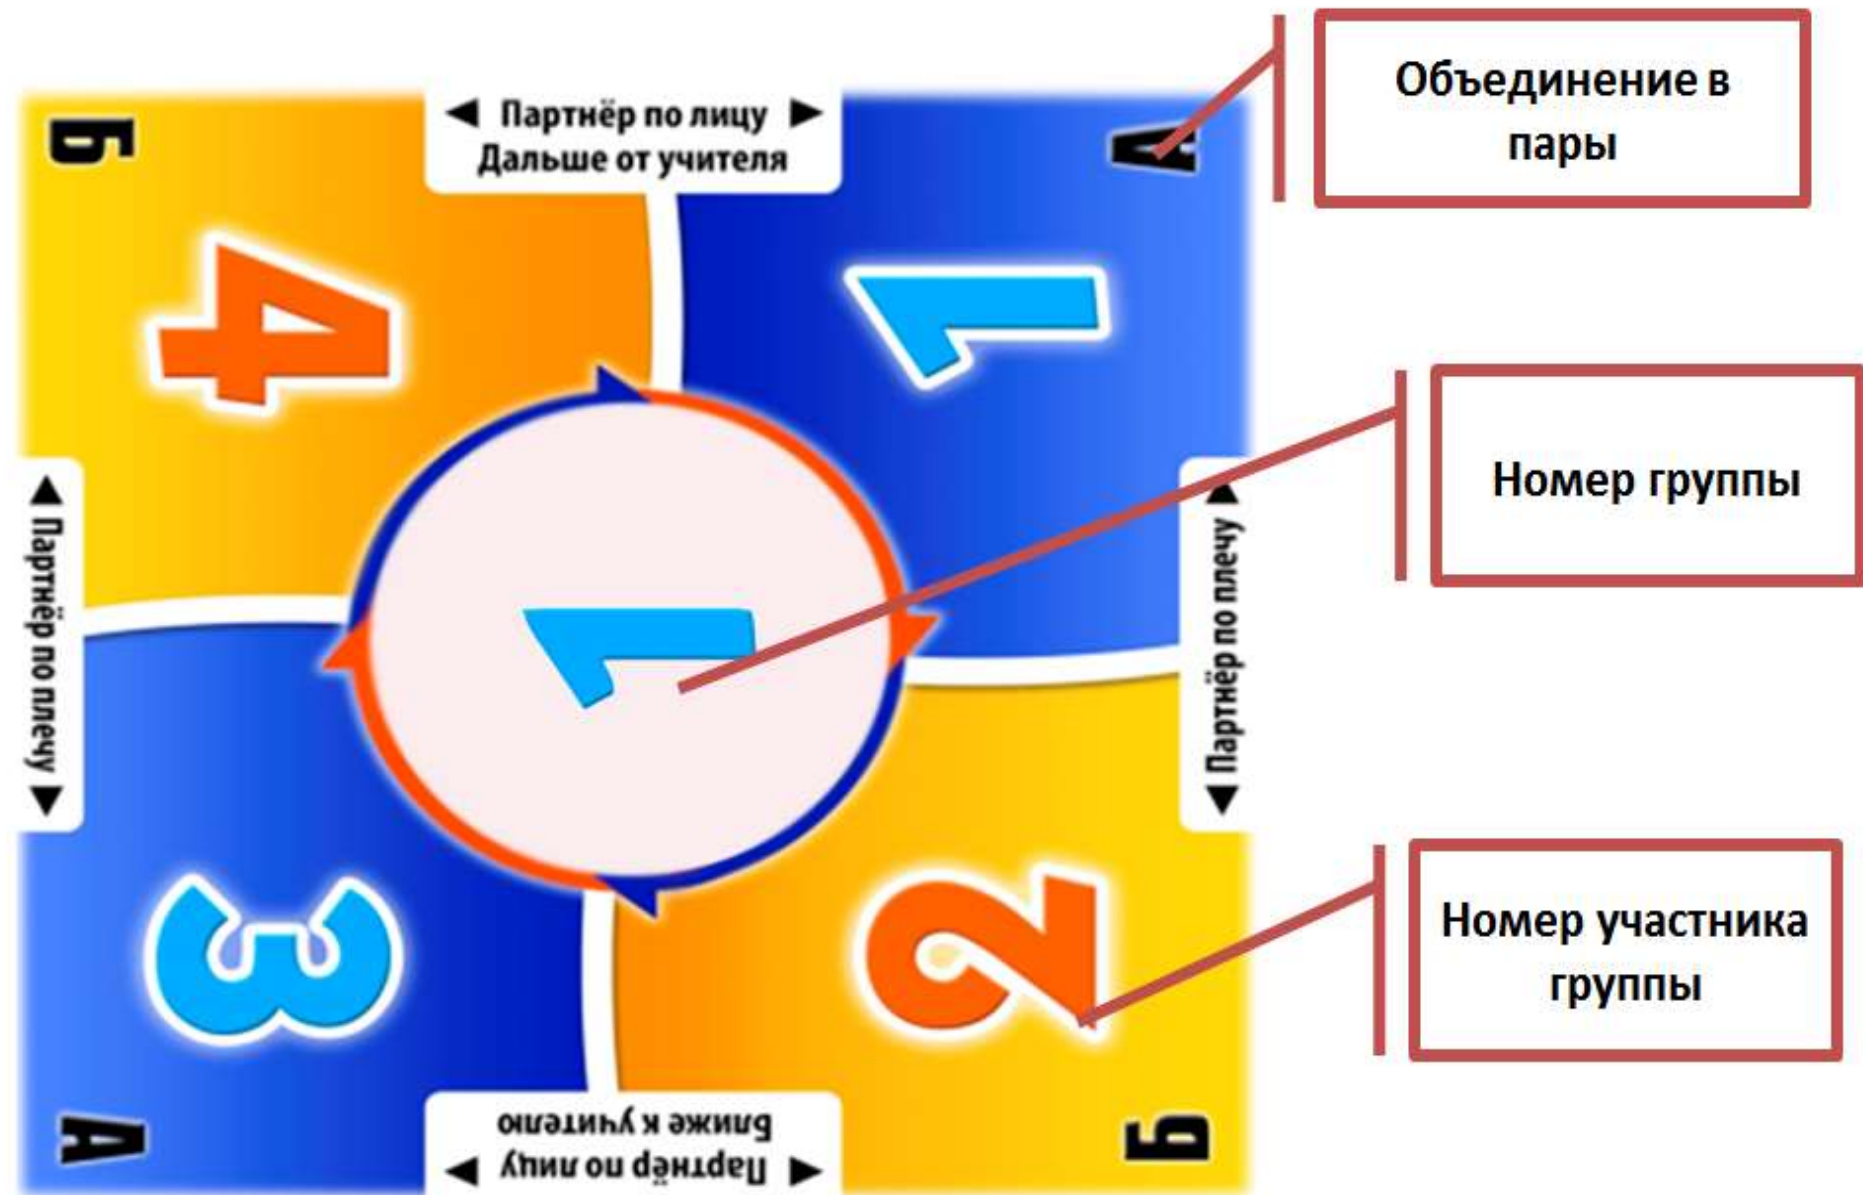 Б
◄ Партнёр по лицу ►
Дальше от учителя
А
Объединение в
пары
4
1
Номер группы
◄ Партнёр по плечу ►
1
◄ Партнёр по плечу ►
3
2
Номер участника
группы
А
◄ Партнёр по лицу ►
Ближе к учителю
Б